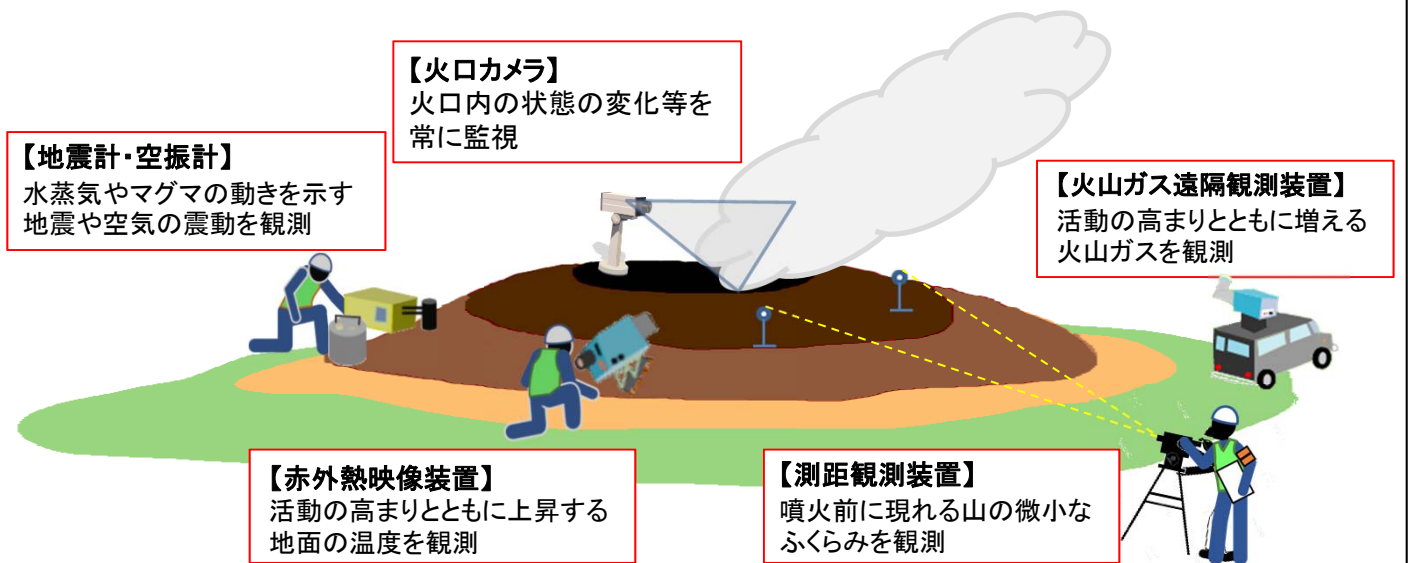 【火口カメラ】
火口内の状態の変化等を
常に監視
【地震計・空振計】
水蒸気やマグマの動きを示す
地震や空気の震動を観測
【火山ガス遠隔観測装置】
活動の高まりとともに増える
火山ガスを観測
【赤外熱映像装置】
活動の高まりとともに上昇する
地面の温度を観測
【測距観測装置】
噴火前に現れる山の微小な
ふくらみを観測